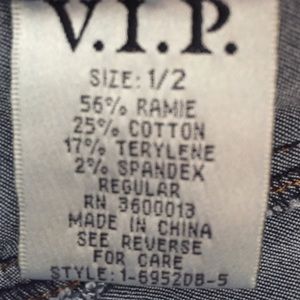 V.I.P.
SIZE: 1/2
56% RAMIE
25% COTTON
17% TERYLENE
2% SPANDEX
REGULAR
RN 3600013
MADE IN CHINA
SEE REVERSE
FOR CARE
STYLE: 1-6952DB-5